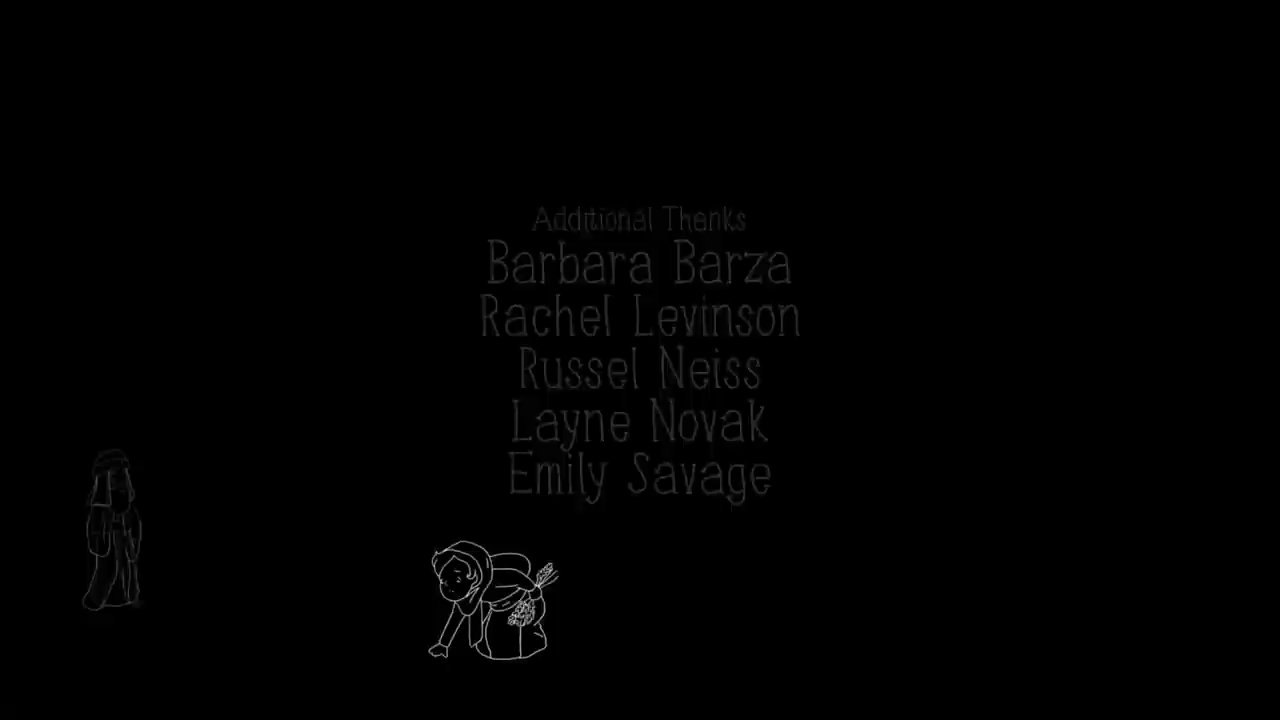 Additional Thanks
Barbara Barza
Rachel Levinson
Russel Neiss
Layne Novak
Emily Savage